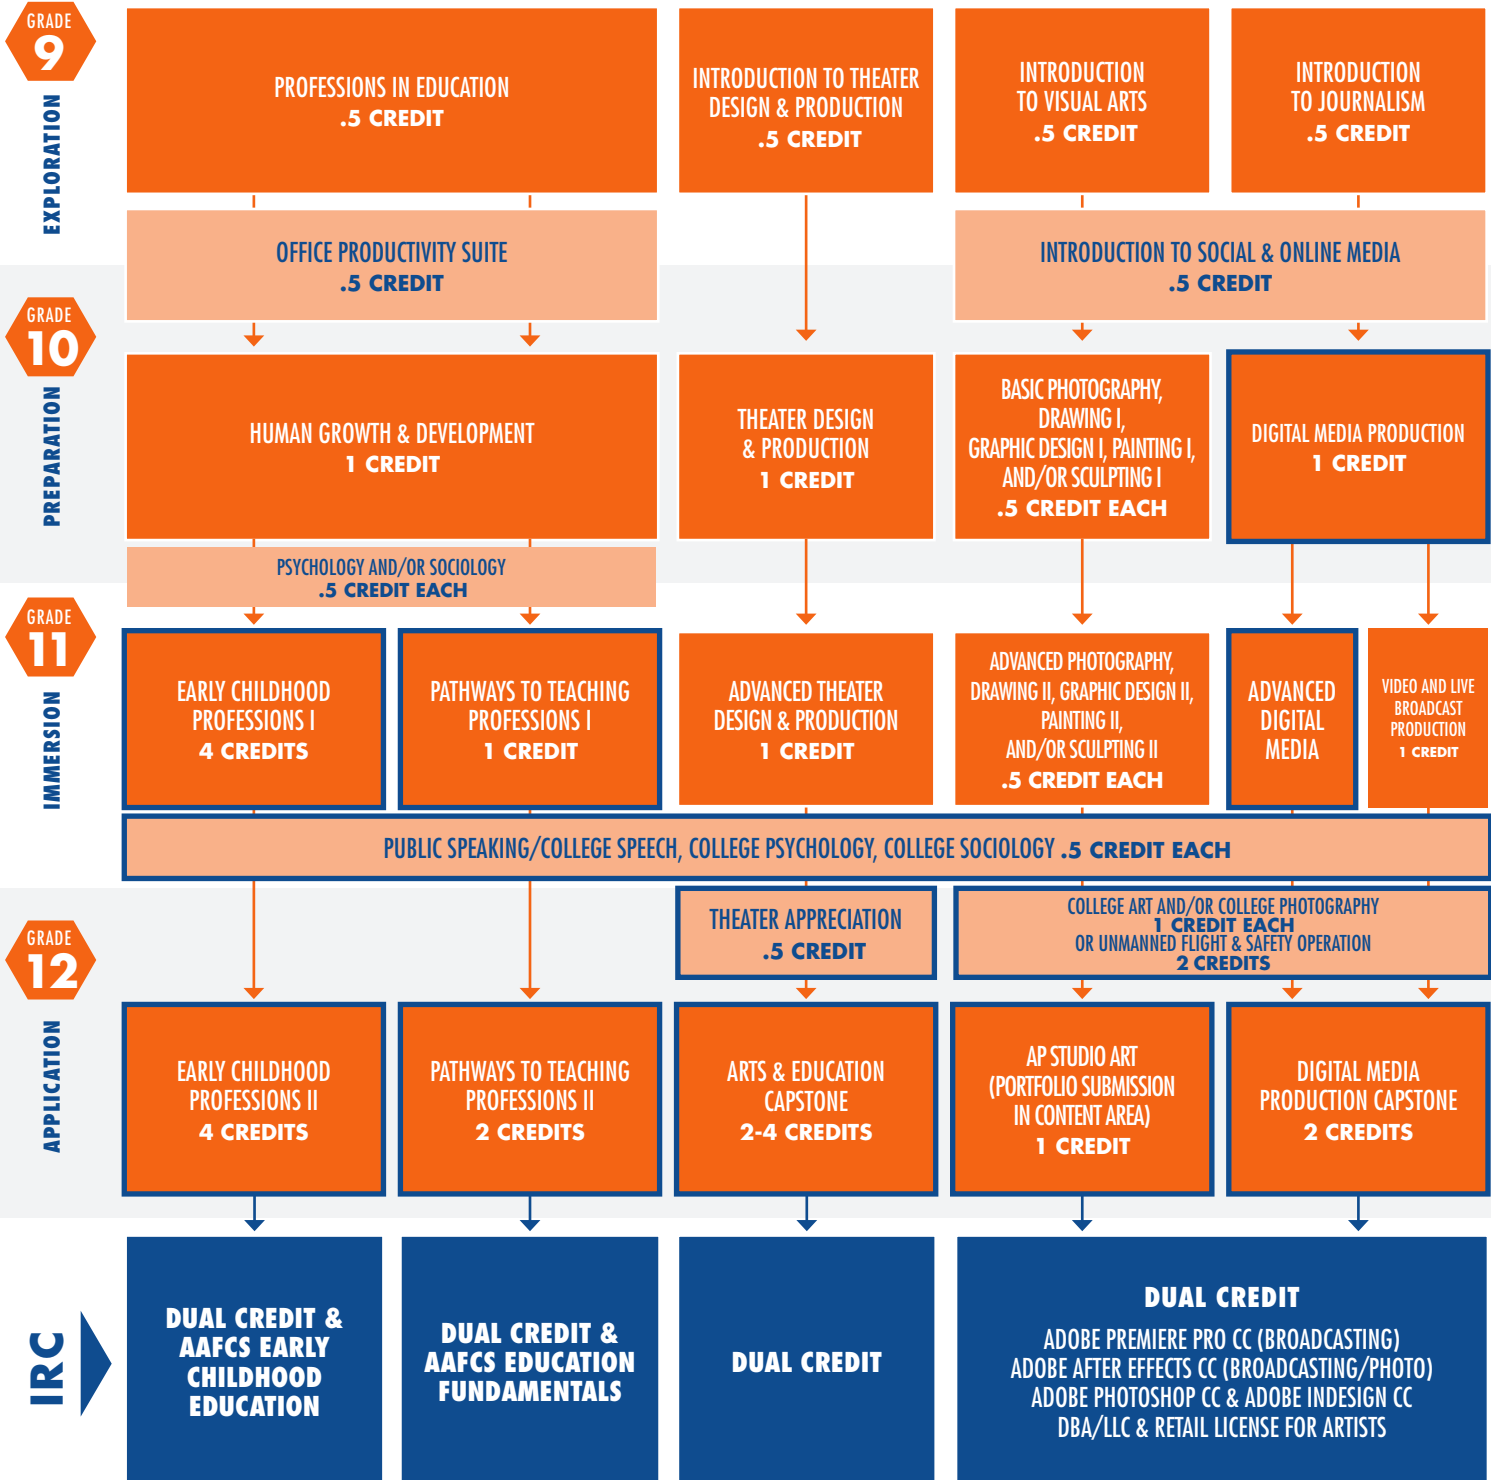 GRADE
9
EXPLORATION
PROFESSIONS IN EDUCATION
.5 CREDIT
INTRODUCTION TO THEATER
DESIGN & PRODUCTION
.5 CREDIT
INTRODUCTION
TO VISUAL ARTS
.5 CREDIT
INTRODUCTION
TO JOURNALISM
.5 CREDIT
OFFICE PRODUCTIVITY SUITE
.5 CREDIT
INTRODUCTION TO SOCIAL & ONLINE MEDIA
.5 CREDIT
GRADE
10
PREPARATION
HUMAN GROWTH & DEVELOPMENT
1 CREDIT
THEATER DESIGN
& PRODUCTION
1 CREDIT
BASIC PHOTOGRAPHY,
DRAWING I,
GRAPHIC DESIGN I, PAINTING I,
AND/OR SCULPTING I
.5 CREDIT EACH
DIGITAL MEDIA PRODUCTION
1 CREDIT
PSYCHOLOGY AND/OR SOCIOLOGY
.5 CREDIT EACH
GRADE
11
IMMERSION
EARLY CHILDHOOD
PROFESSIONS I
4 CREDITS
PATHWAYS TO TEACHING
PROFESSIONS I
1 CREDIT
ADVANCED THEATER
DESIGN & PRODUCTION
1 CREDIT
ADVANCED PHOTOGRAPHY,
DRAWING II, GRAPHIC DESIGN II,
PAINTING II,
AND/OR SCULPTING II
.5 CREDIT EACH
ADVANCED
DIGITAL
MEDIA
VIDEO AND LIVE
BROADCAST
PRODUCTION
1 CREDIT
PUBLIC SPEAKING/COLLEGE SPEECH, COLLEGE PSYCHOLOGY, COLLEGE SOCIOLOGY .5 CREDIT EACH
GRADE
12
APPLICATION
THEATER APPRECIATION
.5 CREDIT
COLLEGE ART AND/OR COLLEGE PHOTOGRAPHY
1 CREDIT EACH
OR UNMANNED FLIGHT & SAFETY OPERATION
2 CREDITS
EARLY CHILDHOOD
PROFESSIONS II
4 CREDITS
PATHWAYS TO TEACHING
PROFESSIONS II
2 CREDITS
ARTS & EDUCATION
CAPSTONE
2-4 CREDITS
AP STUDIO ART
(PORTFOLIO SUBMISSION
IN CONTENT AREA)
1 CREDIT
DIGITAL MEDIA
PRODUCTION CAPSTONE
2 CREDITS
IRC
DUAL CREDIT &
AAFCS EARLY
CHILDHOOD
EDUCATION
DUAL CREDIT &
AAFCS EDUCATION
FUNDAMENTALS
DUAL CREDIT
DUAL CREDIT
ADOBE PREMIERE PRO CC (BROADCASTING)
ADOBE AFTER EFFECTS CC (BROADCASTING/PHOTO)
ADOBE PHOTOSHOP CC & ADOBE INDESIGN CC
DBA/LLC & RETAIL LICENSE FOR ARTISTS